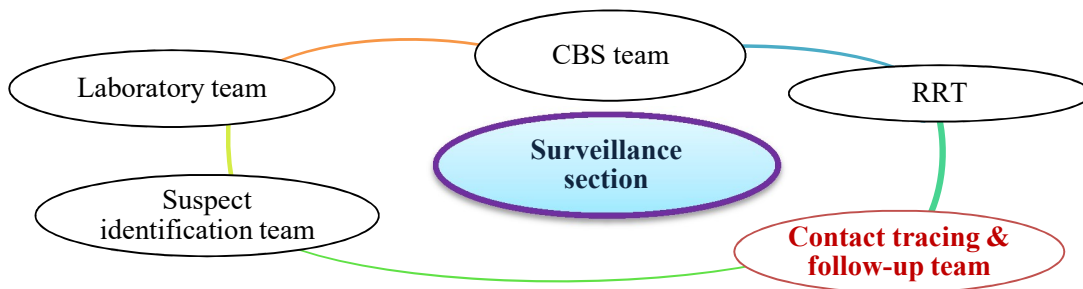 CBS team
Laboratory team
RRT
Surveillance
section
Suspect
identification team
Contact tracing &
follow-up team